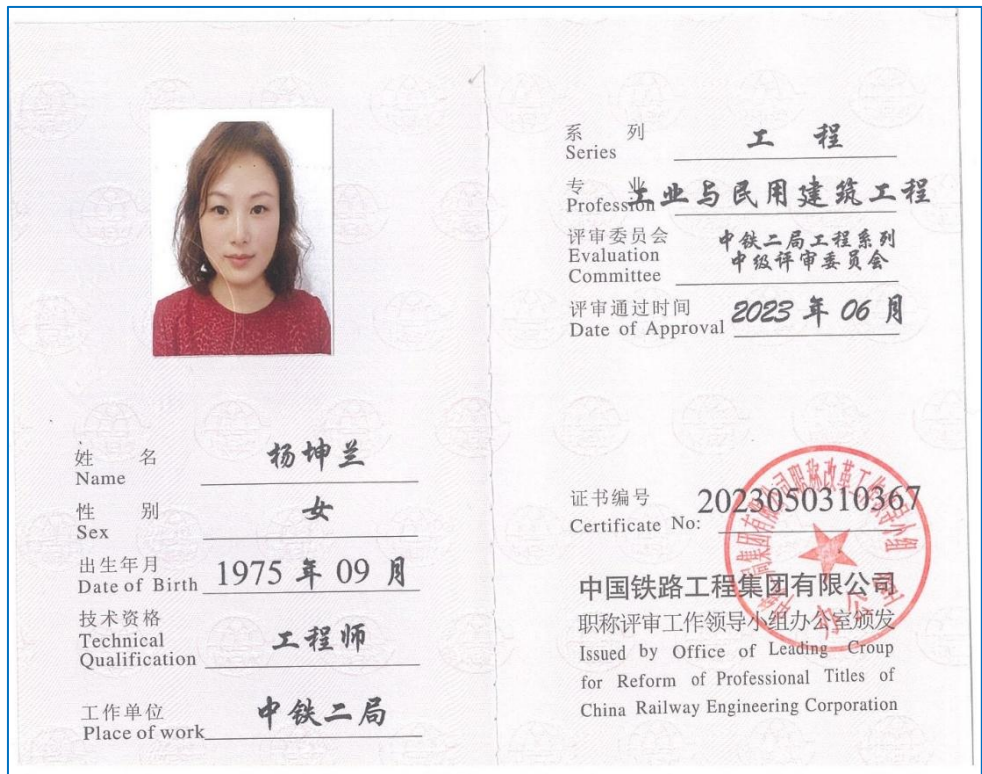 姓 名 杨坤兰
Name
性 别 女
Sex
出生年月 1975 年 09 月
Date of Birth
技术资格 工程师
Technical
Qualification
工作单位 中铁二局
Place of work
系 列 工 程
Series
专 业 工业与民用建筑工程
Profession
评审委员会 中铁二局工程系列
Evaluation 中级评审委员会
Committee
评审通过时间 2023 年 06 月
Date of Approval
证书编号 2023050310367
Certificate No:
中国铁路工程集团有限公司
职称评审工作领导小组办公室颁发
Issued by Office of Leading Croup
for Reform of Professional Titles of
China Railway Engineering Corporation